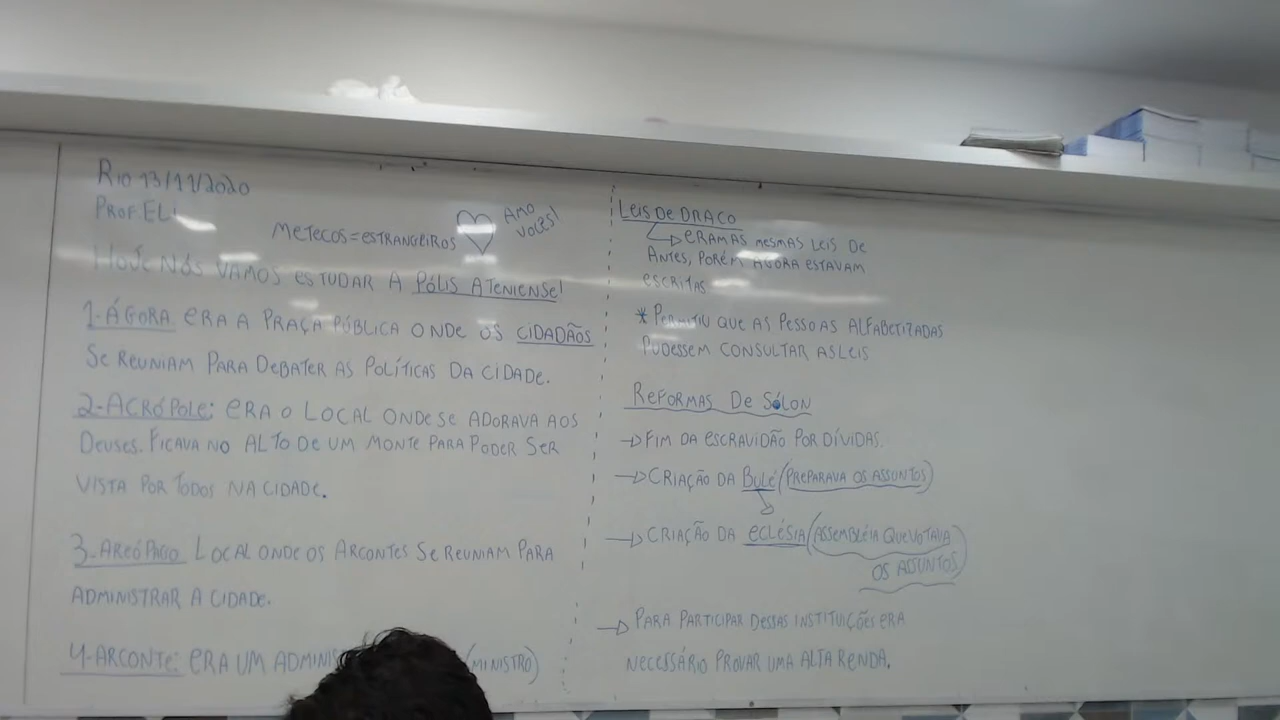 Rio 13/11/2020
Prof. Eli
METECOS = ESTRANGEIROS
AMO
VOCÊS!
HOJE NÓS VAMOS ESTUDAR A PÓLIS ATENIENSE!
1-ÁGORA ERA A PRAÇA PÚBLICA ONDE OS CIDADÃOS
SE REUNIAM PARA DEBATER AS POLÍTICAS DA CIDADE.
2-ACRÓPOLE: ERA O LOCAL ONDE SE ADORAVA AOS
DEUSES. FICAVA NO ALTO DE UM MONTE PARA PODER SER
VISTA POR TODOS NA CIDADE.
3-AREÓPAGO LOCAL ONDE OS ARCONTES SE REUNIAM PARA
ADMINISTRAR A CIDADE.
4-ARCONTE: ERA UM ADMINIS (MINISTRO)
LEIS DE DRACO
ERAM AS MESMAS LEIS DE
ANTES, PORÉM AGORA ESTAVAM
ESCRITAS
* PERMITIU QUE AS PESSOAS ALFABETIZADAS
PUDESSEM CONSULTAR AS LEIS
REFORMAS DE SÓLON
→ FIM DA ESCRAVIDÃO POR DÍVIDAS.
→ CRIAÇÃO DA BULÉ (PREPARAVA OS ASSUNTOS)
→ CRIAÇÃO DA ECLÉSIA (ASSEMBLÉIA QUE VOTAVA
OS ASSUNTOS)
→ PARA PARTICIPAR DESSAS INSTITUIÇÕES ERA
NECESSÁRIO PROVAR UMA ALTA RENDA.